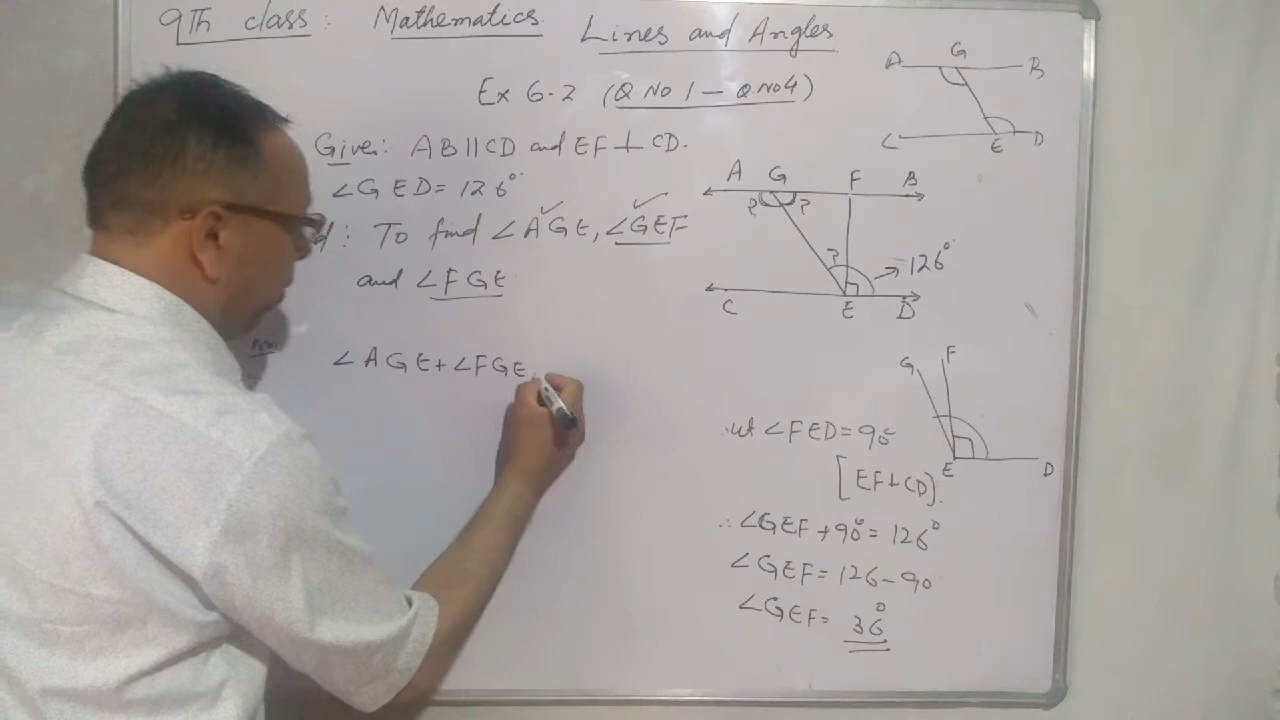 9Th class: Mathematics Lines and Angles
Ex 6.2 (Q.No 1 — Q.No 4)
Given: AB||CD and EF⊥CD.
∠GED=126°
d: To find ∠AGE, ∠GEF
and ∠FGE
∠AGE+∠FGE
A G B
C E D
A G F B
? ?
? → 126°
C E D
G F
E D
ut ∠FED=90°
[EF⊥CD].
∴ ∠GEF+90°=126°
∠GEF=126-90
∠GEF=36°